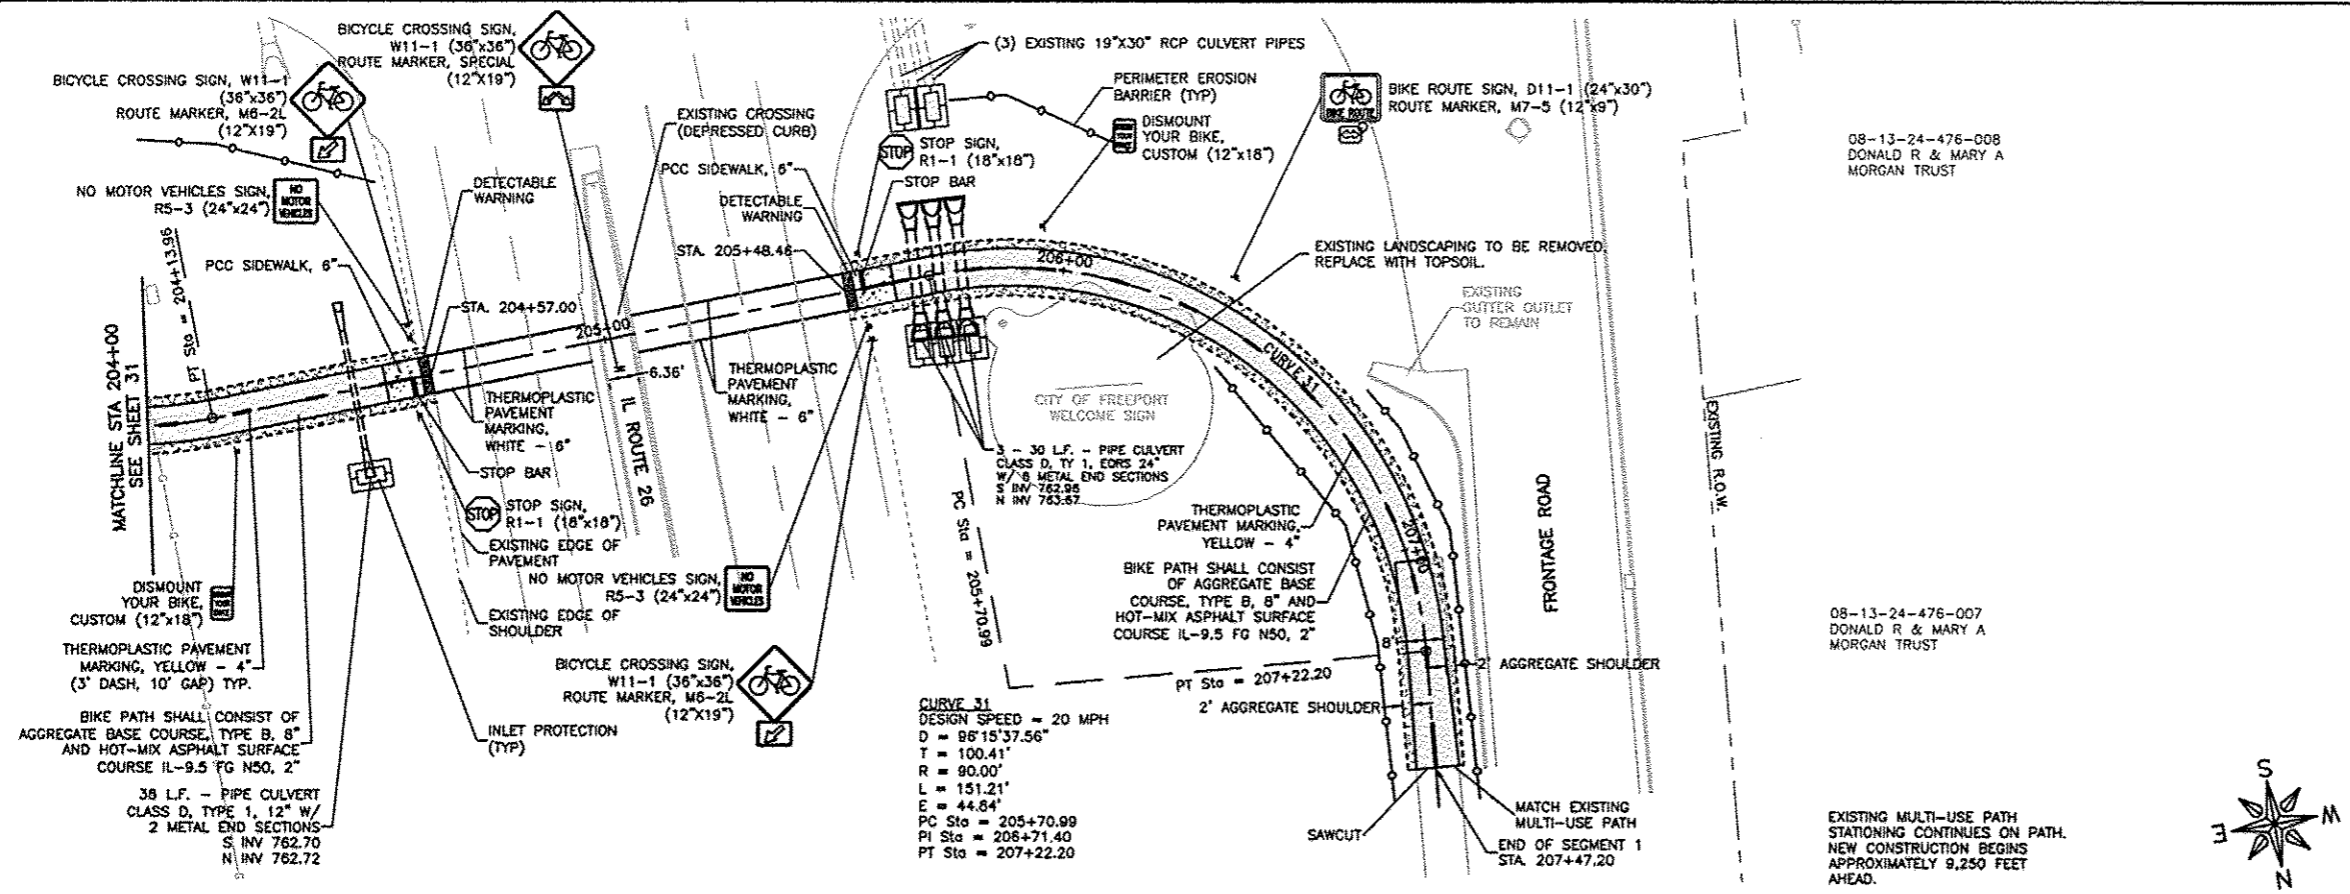 BICYCLE CROSSING SIGN,
W11-1 (36"x36")
ROUTE MARKER, SPECIAL
(12"X19")
BICYCLE CROSSING SIGN, W11-1
(36"x36")
ROUTE MARKER, M6-2L
(12"X19")
NO MOTOR VEHICLES SIGN,
R5-3 (24"x24")
NO
MOTOR
VEHICLES
DETECTABLE
WARNING
EXISTING CROSSING
(DEPRESSED CURB)
PCC SIDEWALK, 6"
DETECTABLE
WARNING
STA. 205+48.46
(3) EXISTING 19"X30" RCP CULVERT PIPES
PERIMETER EROSION
BARRIER (TYP)
DISMOUNT
YOUR BIKE,
CUSTOM (12"x18")
STOP
STOP SIGN,
R1-1 (18"x18")
STOP BAR
BIKE ROUTE
BIKE ROUTE SIGN, D11-1 (24"x30")
ROUTE MARKER, M7-5 (12"x9")
08-13-24-476-008
DONALD R & MARY A
MORGAN TRUST
EXISTING LANDSCAPING TO BE REMOVED.
REPLACE WITH TOPSOIL.
EXISTING
GUTTER OUTLET
TO REMAIN
PCC SIDEWALK, 6"
PT Sta = 204+13.96
MATCHLINE STA 204+00
SEE SHEET 31
STA. 204+57.00
205+00
206+00
207+00
CURVE 31
6.36'
IL ROUTE 26
THERMOPLASTIC
PAVEMENT
MARKING,
WHITE - 6"
THERMOPLASTIC
PAVEMENT
MARKING,
WHITE - 6"
STOP BAR
STOP
STOP SIGN,
R1-1 (18"x18")
EXISTING EDGE OF
PAVEMENT
NO MOTOR VEHICLES SIGN,
R5-3 (24"x24")
NO
MOTOR
VEHICLES
EXISTING EDGE OF
SHOULDER
CITY OF FREEPORT
WELCOME SIGN
3 - 30 L.F. - PIPE CULVERT
CLASS D, TY 1, EQRS 24"
W/ 6 METAL END SECTIONS
S INV 762.96
N INV 763.67
PC Sta = 205+70.99
THERMOPLASTIC
PAVEMENT MARKING,
YELLOW - 4"
BIKE PATH SHALL CONSIST
OF AGGREGATE BASE
COURSE, TYPE B, 8" AND
HOT-MIX ASPHALT SURFACE
COURSE IL-9.5 FG N50, 2"
FRONTAGE ROAD
EXISTING R.O.W.
08-13-24-476-007
DONALD R & MARY A
MORGAN TRUST
DISMOUNT
YOUR BIKE,
CUSTOM (12"x18")
THERMOPLASTIC PAVEMENT
MARKING, YELLOW - 4"
(3' DASH, 10' GAP) TYP.
BIKE PATH SHALL CONSIST OF
AGGREGATE BASE COURSE, TYPE B, 8"
AND HOT-MIX ASPHALT SURFACE
COURSE IL-9.5 FG N50, 2"
38 L.F. - PIPE CULVERT
CLASS D, TYPE 1, 12" W/
2 METAL END SECTIONS
S INV 762.70
N INV 762.72
INLET PROTECTION
(TYP)
BICYCLE CROSSING SIGN,
W11-1 (36"x36")
ROUTE MARKER, M6-2L
(12"X19")
PT Sta = 207+22.20
8'
2' AGGREGATE SHOULDER
2' AGGREGATE SHOULDER
CURVE 31
DESIGN SPEED = 20 MPH
D = 96°15'37.56"
T = 100.41'
R = 90.00'
L = 151.21'
E = 44.84'
PC Sta = 205+70.99
PI Sta = 206+71.40
PT Sta = 207+22.20
SAWCUT
MATCH EXISTING
MULTI-USE PATH
END OF SEGMENT 1
STA. 207+47.20
EXISTING MULTI-USE PATH
STATIONING CONTINUES ON PATH.
NEW CONSTRUCTION BEGINS
APPROXIMATELY 9,250 FEET
AHEAD.
S
E
W
N